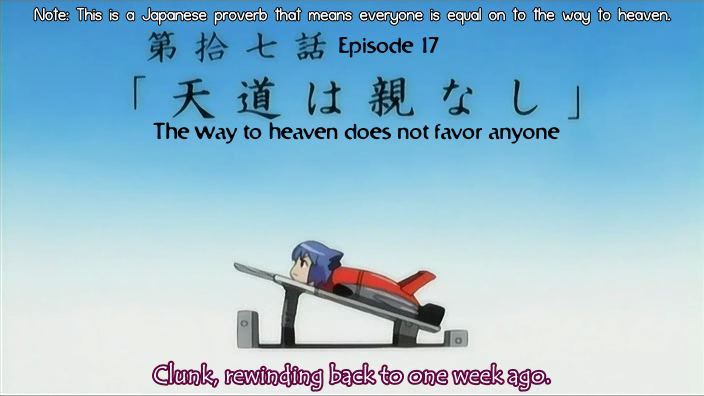 Note: This is a Japanese proverb that means everyone is equal on to the way to heaven.
第拾七話 Episode 17
「天道は親なし」
The way to heaven does not favor anyone
Clunk, rewinding back to one week ago.